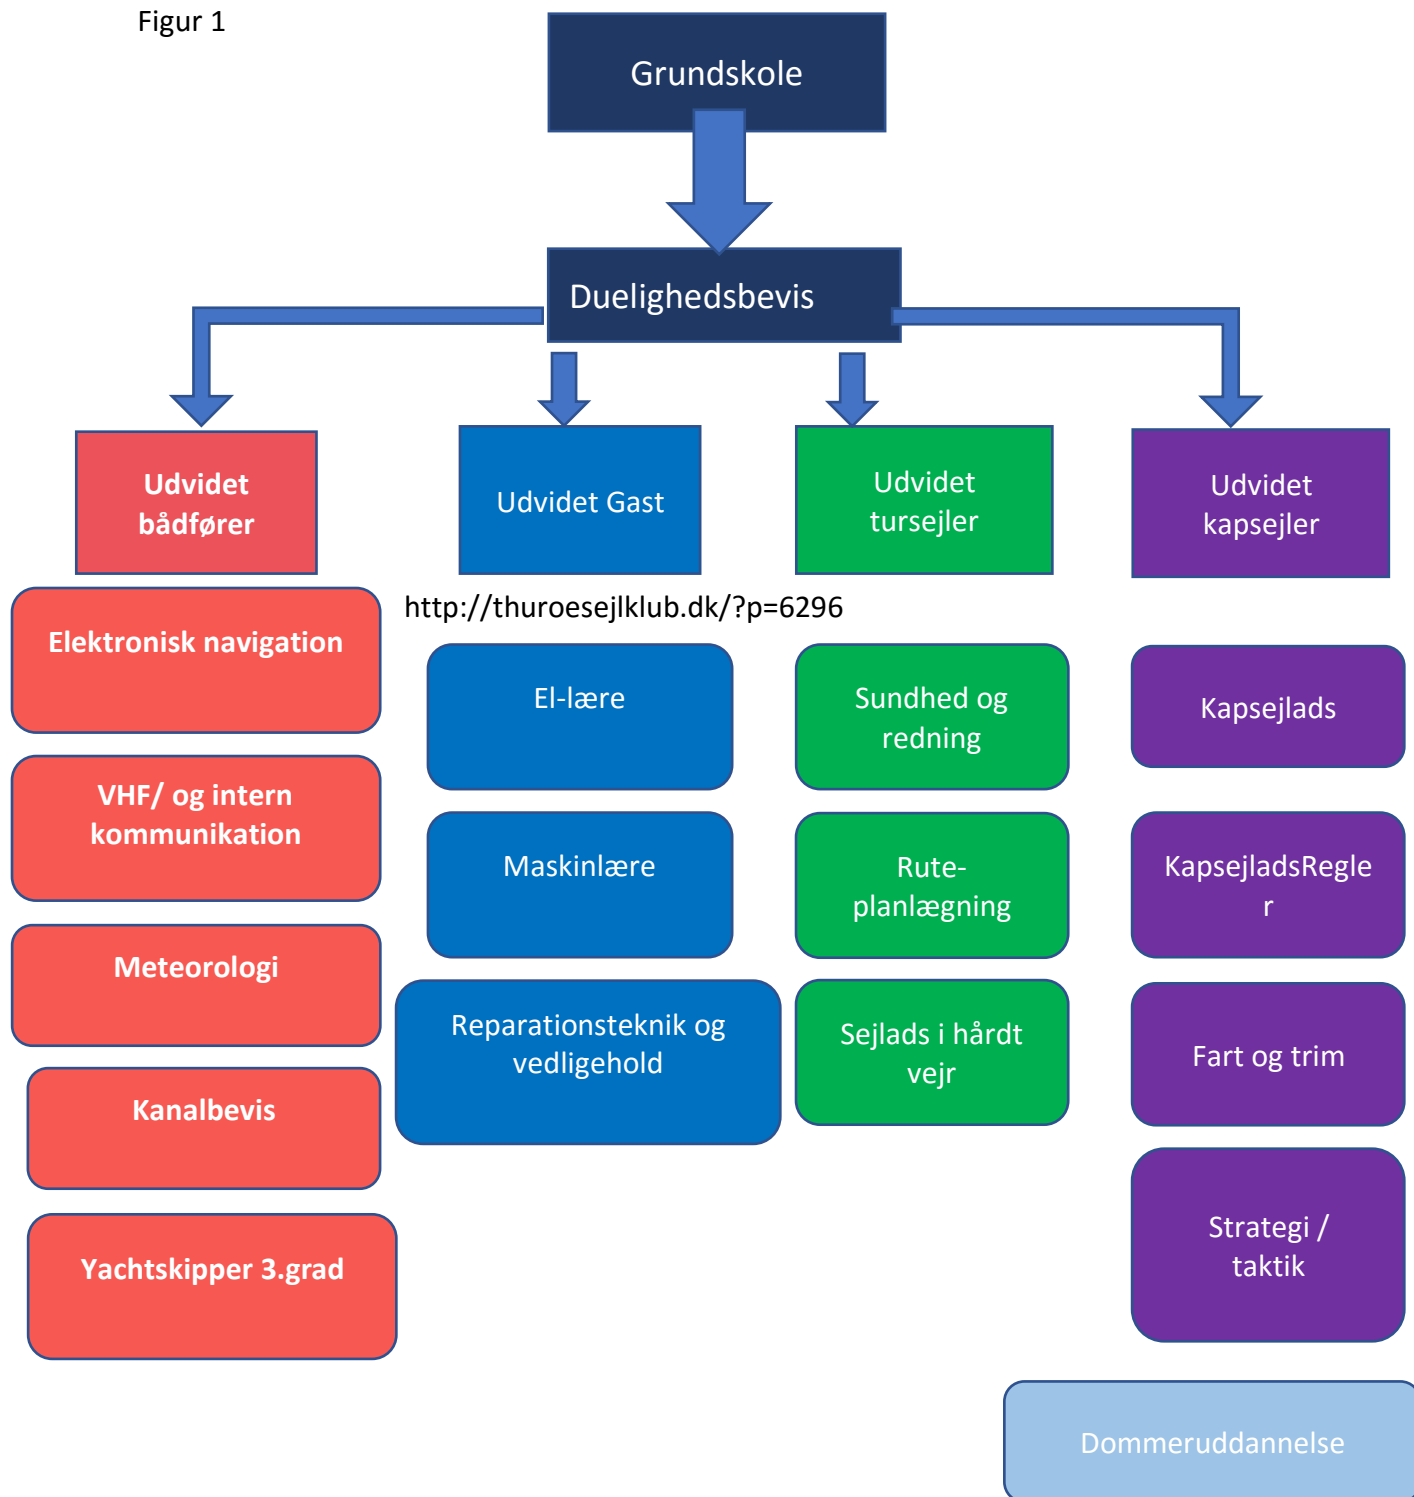 Figur 1
Grundskole
Duelighedsbevis
Udvidet
bådfører
Udvidet Gast
Udvidet
tursejler
Udvidet
kapsejler
http://thuroesejlklub.dk/?p=6296
Elektronisk navigation
VHF/ og intern
kommunikation
Meteorologi
Kanalbevis
Yachtskipper 3.grad
El-lære
Maskinlære
Reparationsteknik og
vedligehold
Sundhed og
redning
Rute-
planlægning
Sejlads i hårdt
vejr
Kapsejlads
KapsejladsRegle
r
Fart og trim
Strategi /
taktik
Dommeruddannelse